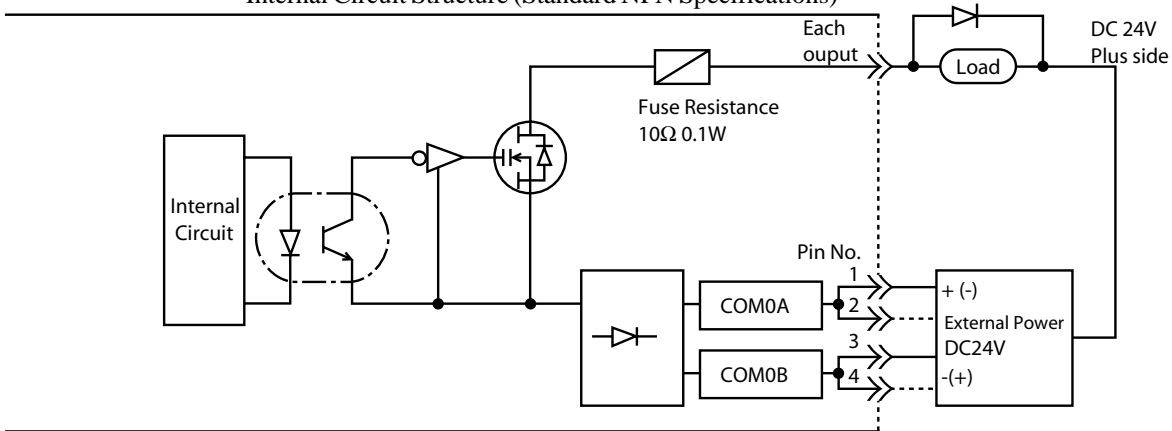 Internal Circuit Structure (Standard NPN Specifications)
Each
ouput
DC 24V
Plus side
Load
Fuse Resistance
10Ω 0.1W
Internal
Circuit
Pin No.
1
2
3
4
COM0A
COM0B
+ (-)
External Power
DC24V
-(+)